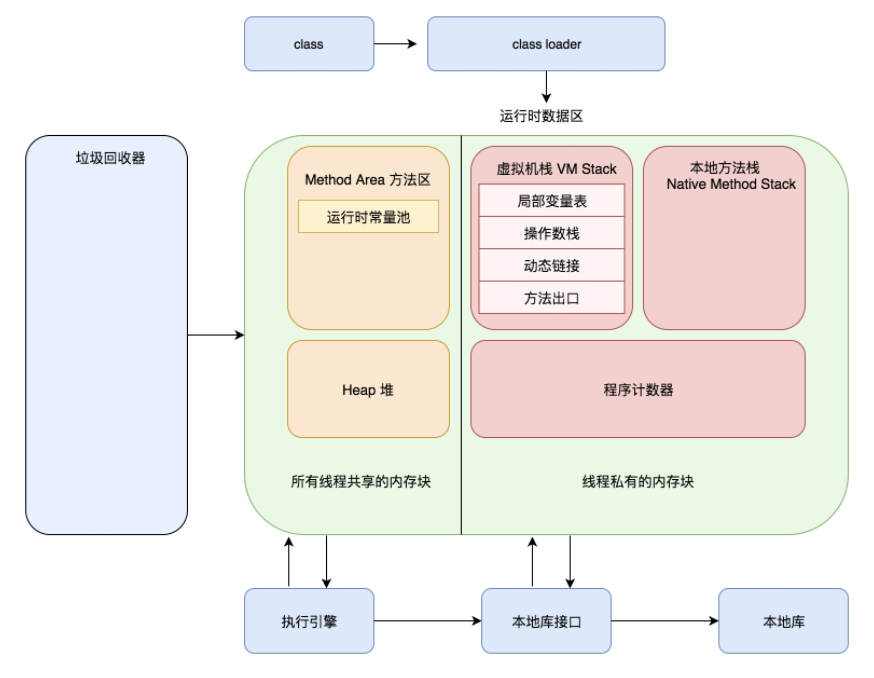 class
class loader
运行时数据区
垃圾回收器
Method Area 方法区
运行时常量池
虚拟机栈 VM Stack
局部变量表
操作数栈
动态链接
方法出口
本地方法栈
Native Method Stack
Heap 堆
程序计数器
所有线程共享的内存块
线程私有的内存块
执行引擎
本地库接口
本地库